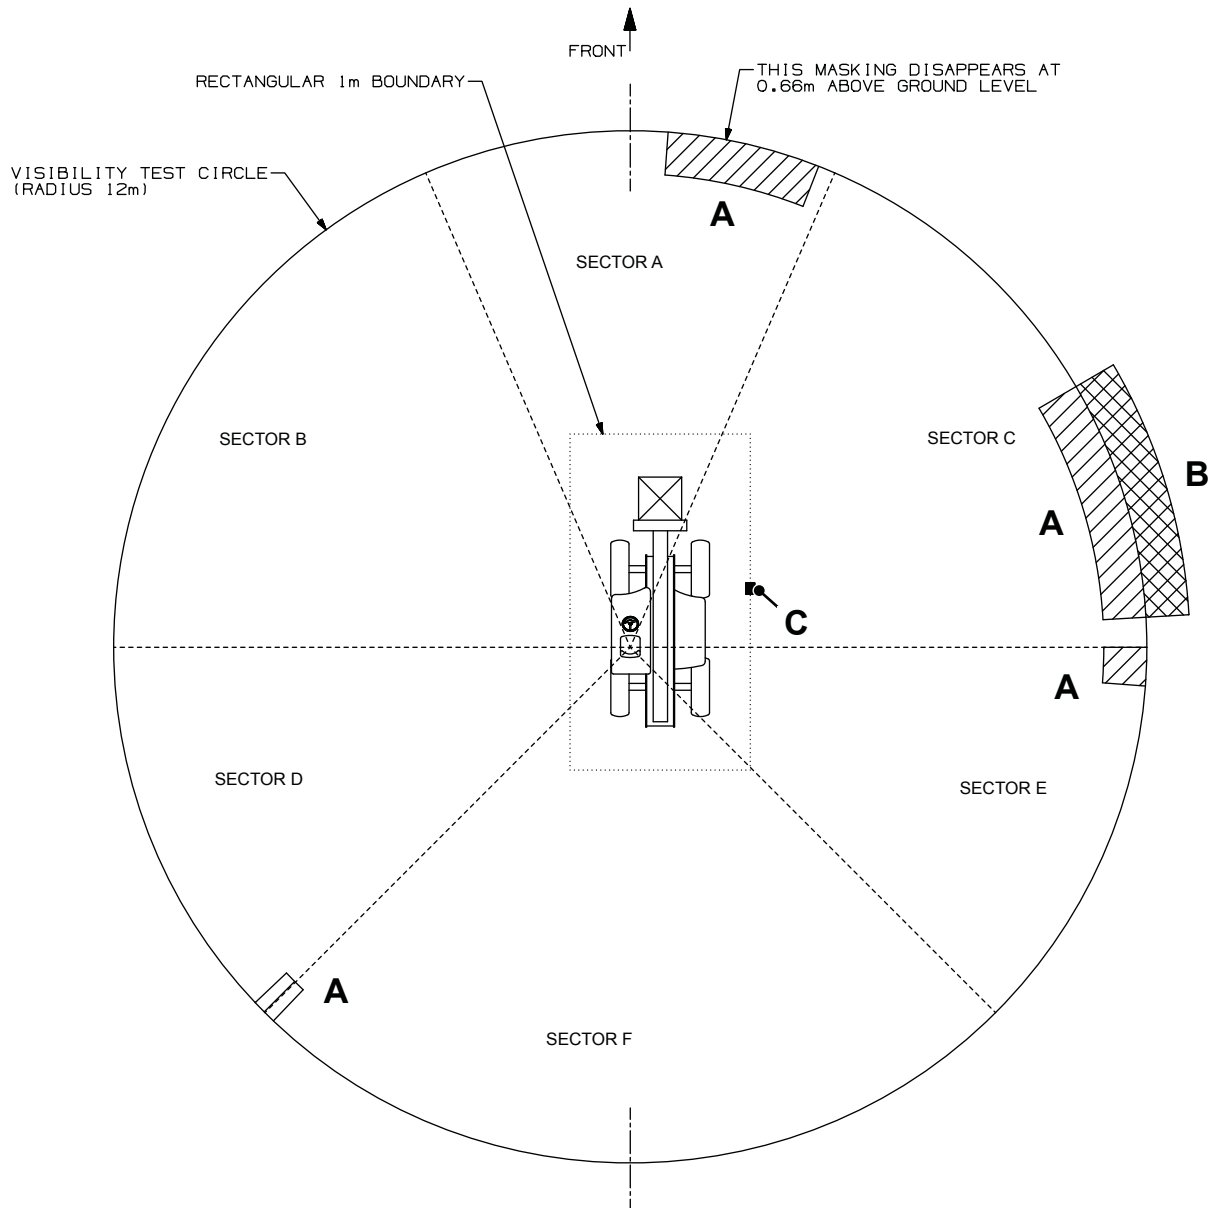 FRONT
RECTANGULAR 1m BOUNDARY
THIS MASKING DISAPPEARS AT
0.66m ABOVE GROUND LEVEL
VISIBILITY TEST CIRCLE
(RADIUS 12m)
A
SECTOR A
SECTOR B
SECTOR C
B
A
C
A
SECTOR D
SECTOR E
A
SECTOR F